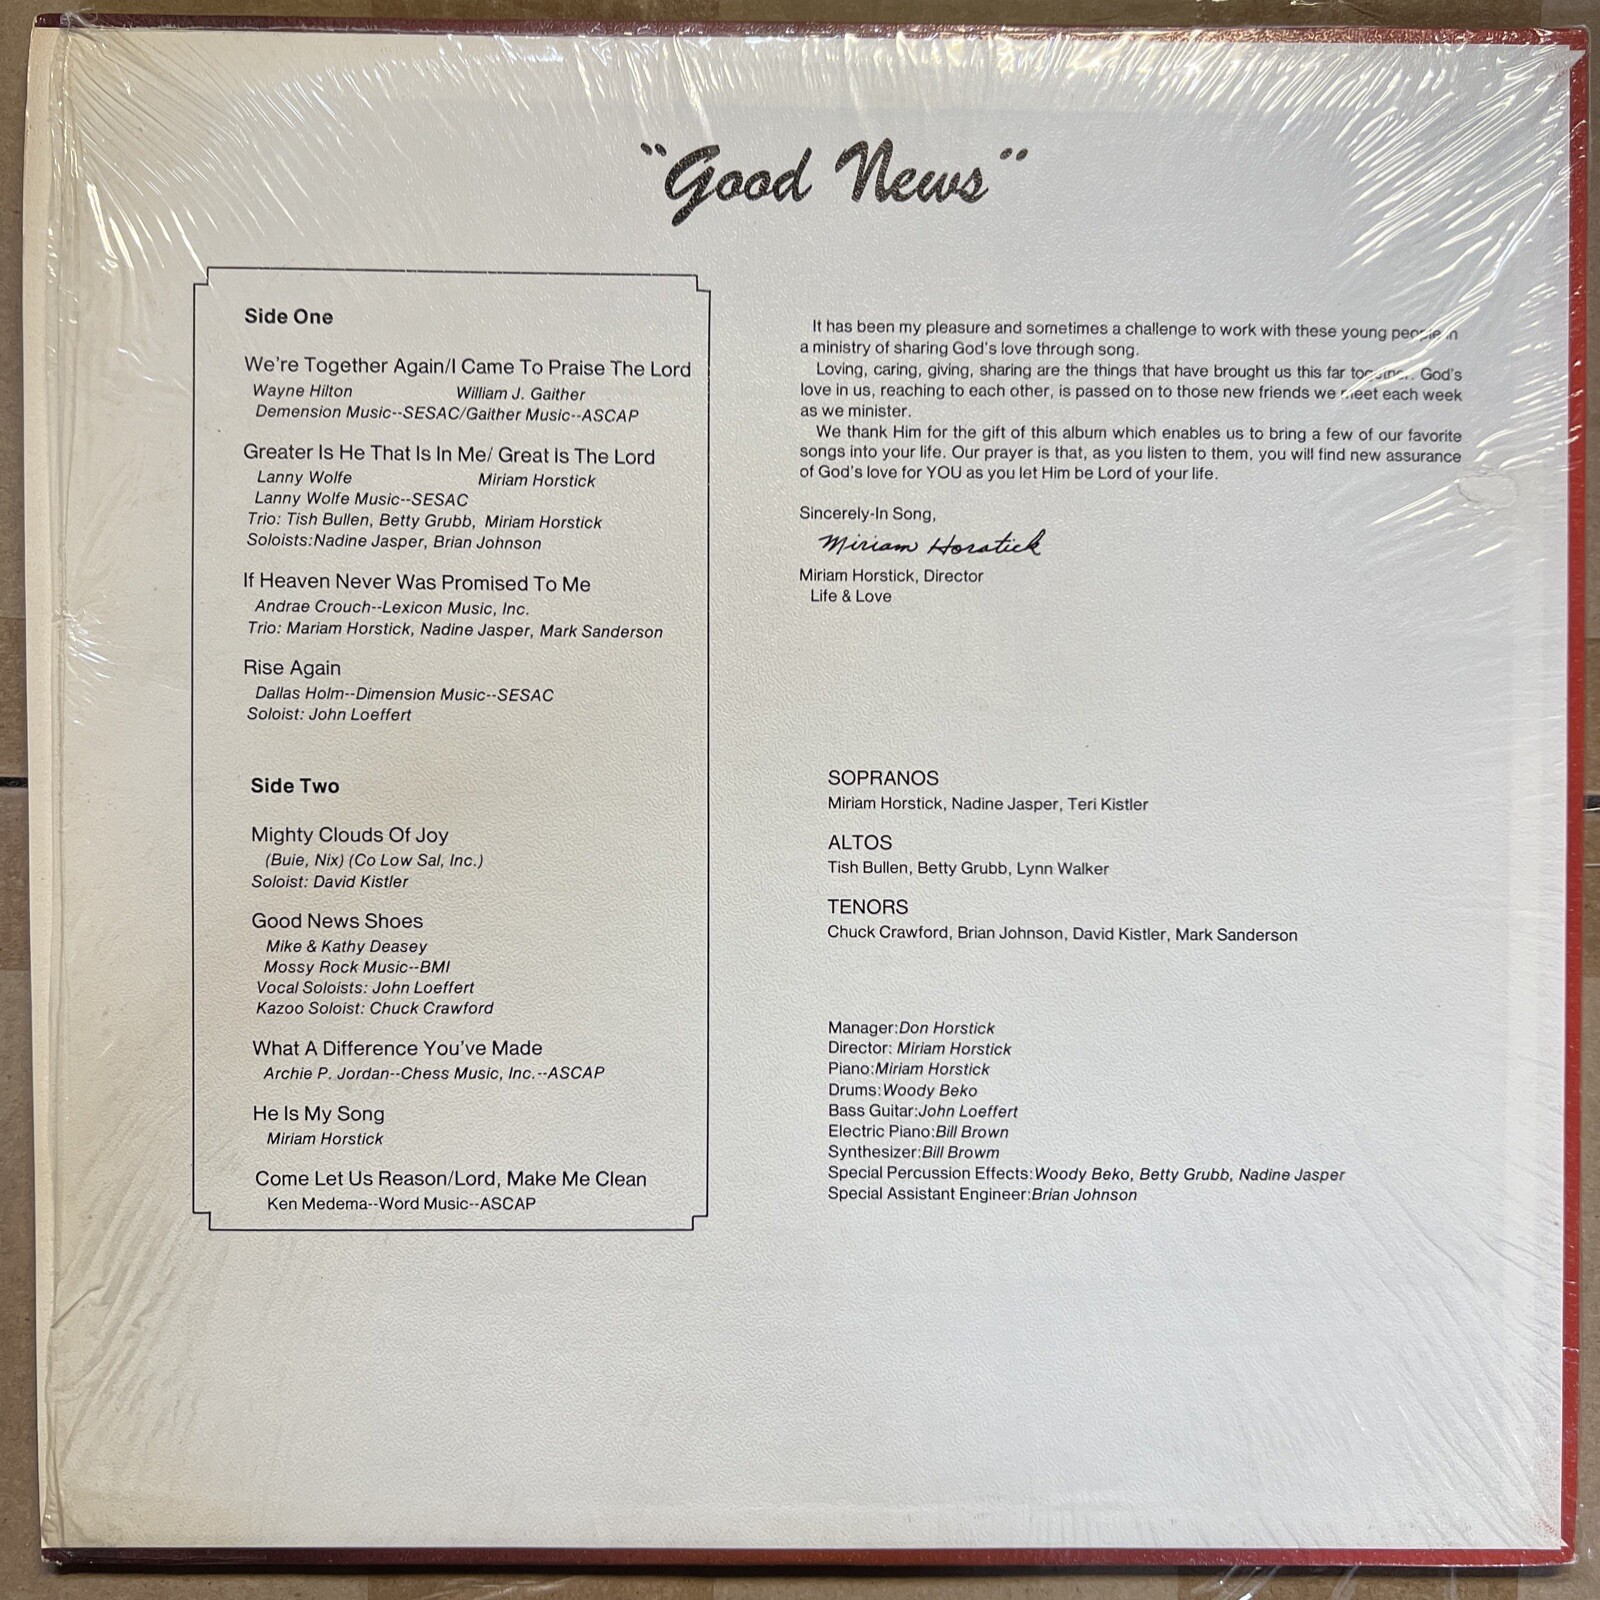 "Good News"
Side One
We're Together Again/I Came To Praise The Lord
Wayne Hilton William J. Gaither
Demension Music--SESAC/Gaither Music--ASCAP
Greater Is He That Is In Me/ Great Is The Lord
Lanny Wolfe Miriam Horstick
Lanny Wolfe Music--SESAC
Trio: Tish Bullen, Betty Grubb, Miriam Horstick
Soloists:Nadine Jasper, Brian Johnson
If Heaven Never Was Promised To Me
Andrae Crouch--Lexicon Music, Inc.
Trio: Mariam Horstick, Nadine Jasper, Mark Sanderson
Rise Again
Dallas Holm--Dimension Music--SESAC
Soloist: John Loeffert
Side Two
Mighty Clouds Of Joy
(Buie, Nix) (Co Low Sal, Inc.)
Soloist: David Kistler
Good News Shoes
Mike & Kathy Deasey
Mossy Rock Music--BMI
Vocal Soloists: John Loeffert
Kazoo Soloist: Chuck Crawford
What A Difference You've Made
Archie P. Jordan--Chess Music, Inc.--ASCAP
He Is My Song
Miriam Horstick
Come Let Us Reason/Lord, Make Me Clean
Ken Medema--Word Music--ASCAP
It has been my pleasure and sometimes a challenge to work with these young people in
a ministry of sharing God's love through song.
Loving, caring, giving, sharing are the things that have brought us this far together. God's
love in us, reaching to each other, is passed on to those new friends we meet each week
as we minister.
We thank Him for the gift of this album which enables us to bring a few of our favorite
songs into your life. Our prayer is that, as you listen to them, you will find new assurance
of God's love for YOU as you let Him be Lord of your life.
Sincerely-In Song,
Miriam Horstick
Miriam Horstick, Director
Life & Love
SOPRANOS
Miriam Horstick, Nadine Jasper, Teri Kistler
ALTOS
Tish Bullen, Betty Grubb, Lynn Walker
TENORS
Chuck Crawford, Brian Johnson, David Kistler, Mark Sanderson
Manager:Don Horstick
Director: Miriam Horstick
Piano:Miriam Horstick
Drums:Woody Beko
Bass Guitar:John Loeffert
Electric Piano:Bill Brown
Synthesizer:Bill Browm
Special Percussion Effects:Woody Beko, Betty Grubb, Nadine Jasper
Special Assistant Engineer:Brian Johnson